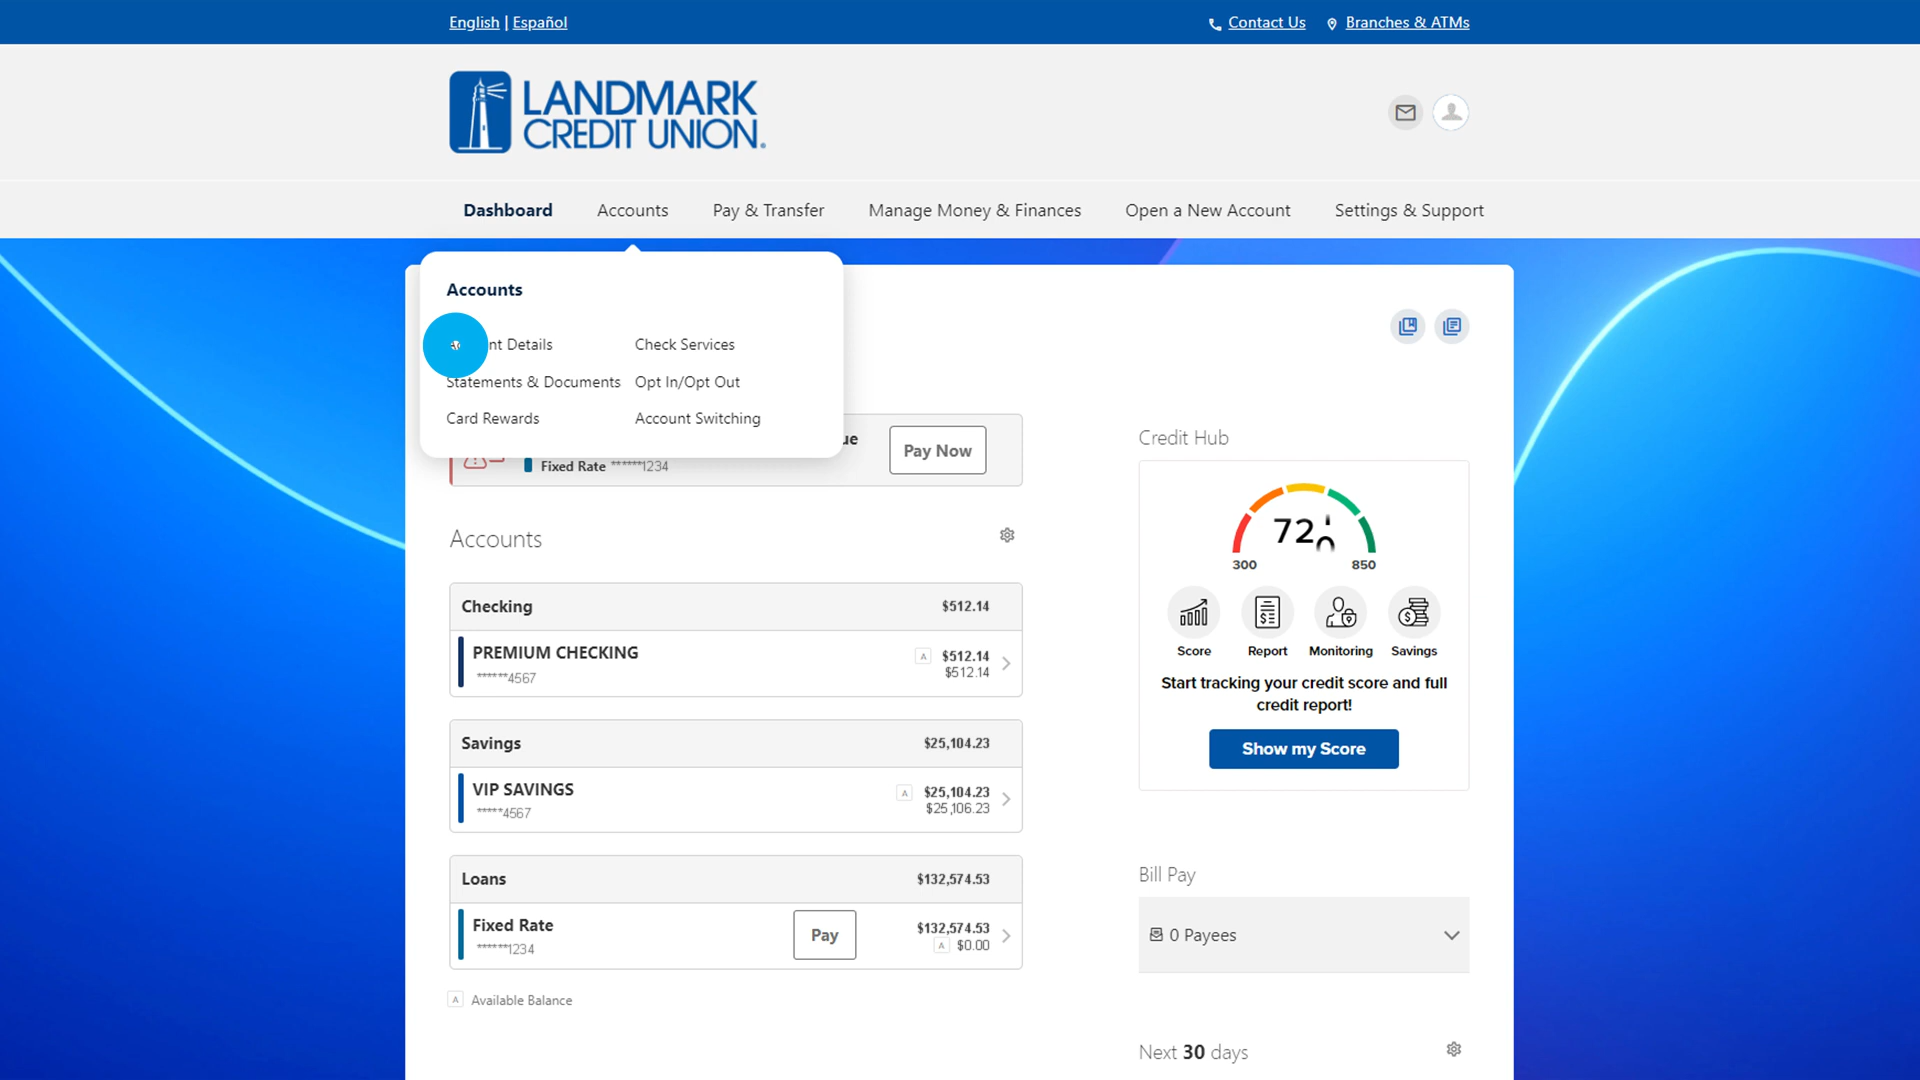 English | Español
Contact Us
Branches & ATMs
LANDMARK
CREDIT UNION.
Dashboard
Accounts
Pay & Transfer
Manage Money & Finances
Open a New Account
Settings & Support
Accounts
Details
Check Services
Statements & Documents
Opt In/Opt Out
Card Rewards
Account Switching
Pay Now
Fixed Rate ******1234
Accounts
Checking
$512.14
PREMIUM CHECKING
******4567
A $512.14
$512.14
Savings
$25,104.23
VIP SAVINGS
*****4567
A $25,104.23
$25,106.23
Loans
$132,574.53
Fixed Rate
******1234
Pay
$132,574.53
A $0.00
A Available Balance
Credit Hub
72
300
850
Score
Report
Monitoring
Savings
Start tracking your credit score and full
credit report!
Show my Score
Bill Pay
0 Payees
Next 30 days